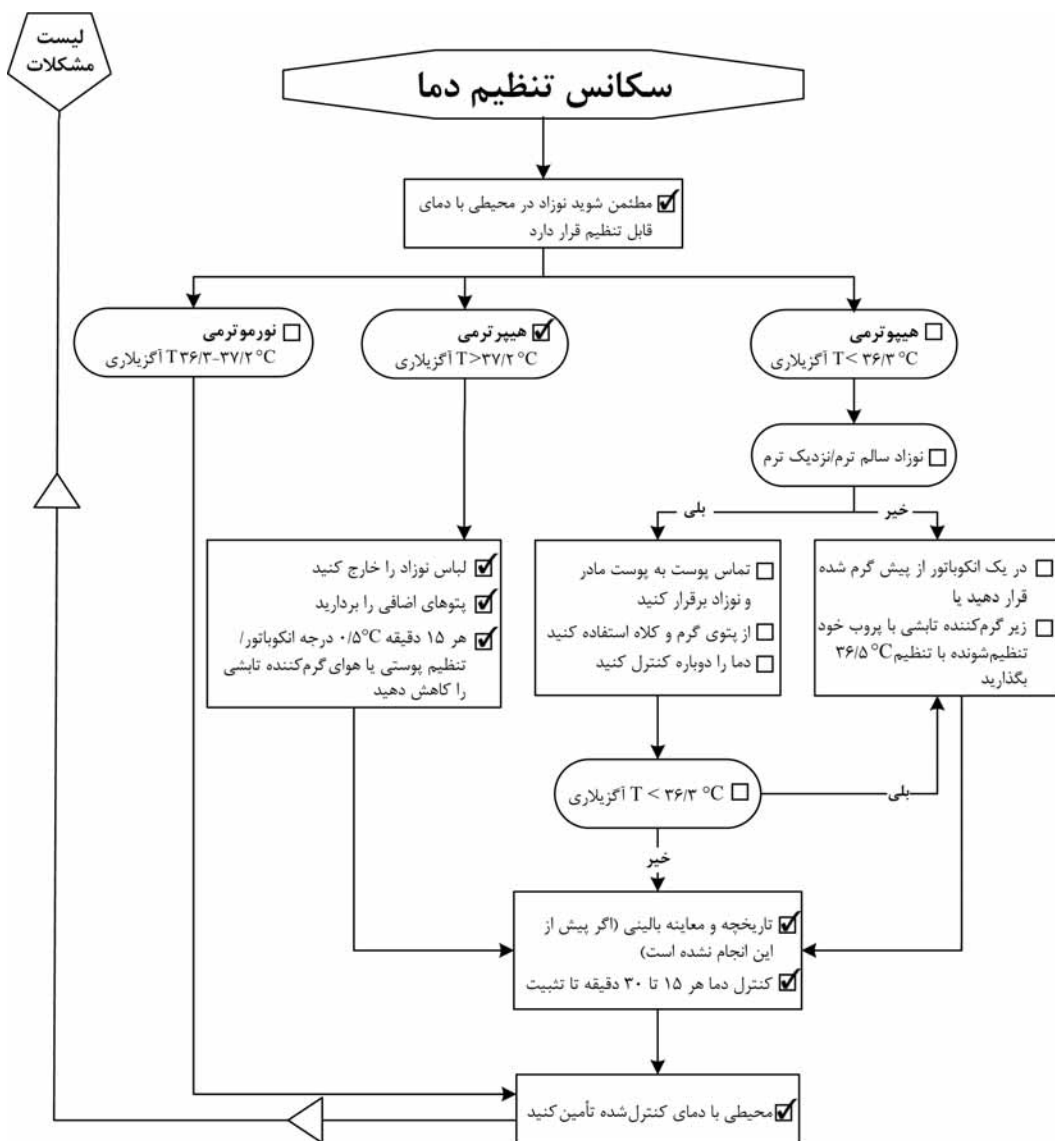 لیست
مشکلات
سکانس تنظیم دما
مطئمن شوید نوزاد در محیطی با دمای
قابل تنظیم قرار دارد
هیپوترمی
T< ۳۶/۳ °C آگزیلاری
هیپرترمی
T>۳۷/۲ °C آگزیلاری
نورموترمی
T ۳۶/۳-۳۷/۲ °C آگزیلاری
نوزاد سالم ترم/نزدیک ترم
خیر
بلی
در یک انکوباتور از پیش گرم شده
قرار دهید یا
زیر گرم‌کننده تابشی با پروب خود
تنظیم‌شونده با تنظیم ۳۶/۵ °C
بگذارید
تماس پوست به پوست مادر
و نوزاد برقرار کنید
از پتوی گرم و کلاه استفاده کنید
دما را دوباره کنترل کنید
لباس نوزاد را خارج کنید
پتوهای اضافی را بردارید
هر ۱۵ دقیقه ۰/۵°C درجه انکوباتور/
تنظیم پوستی یا هوای گرم‌کننده تابشی
را کاهش دهید
T < ۳۶/۳ °C آگزیلاری
بلی
خیر
تاریخچه و معاینه بالینی (اگر پیش از
این انجام نشده است)
کنترل دما هر ۱۵ تا ۳۰ دقیقه تا تثبیت
محیطی با دمای کنترل‌شده تأمین کنید